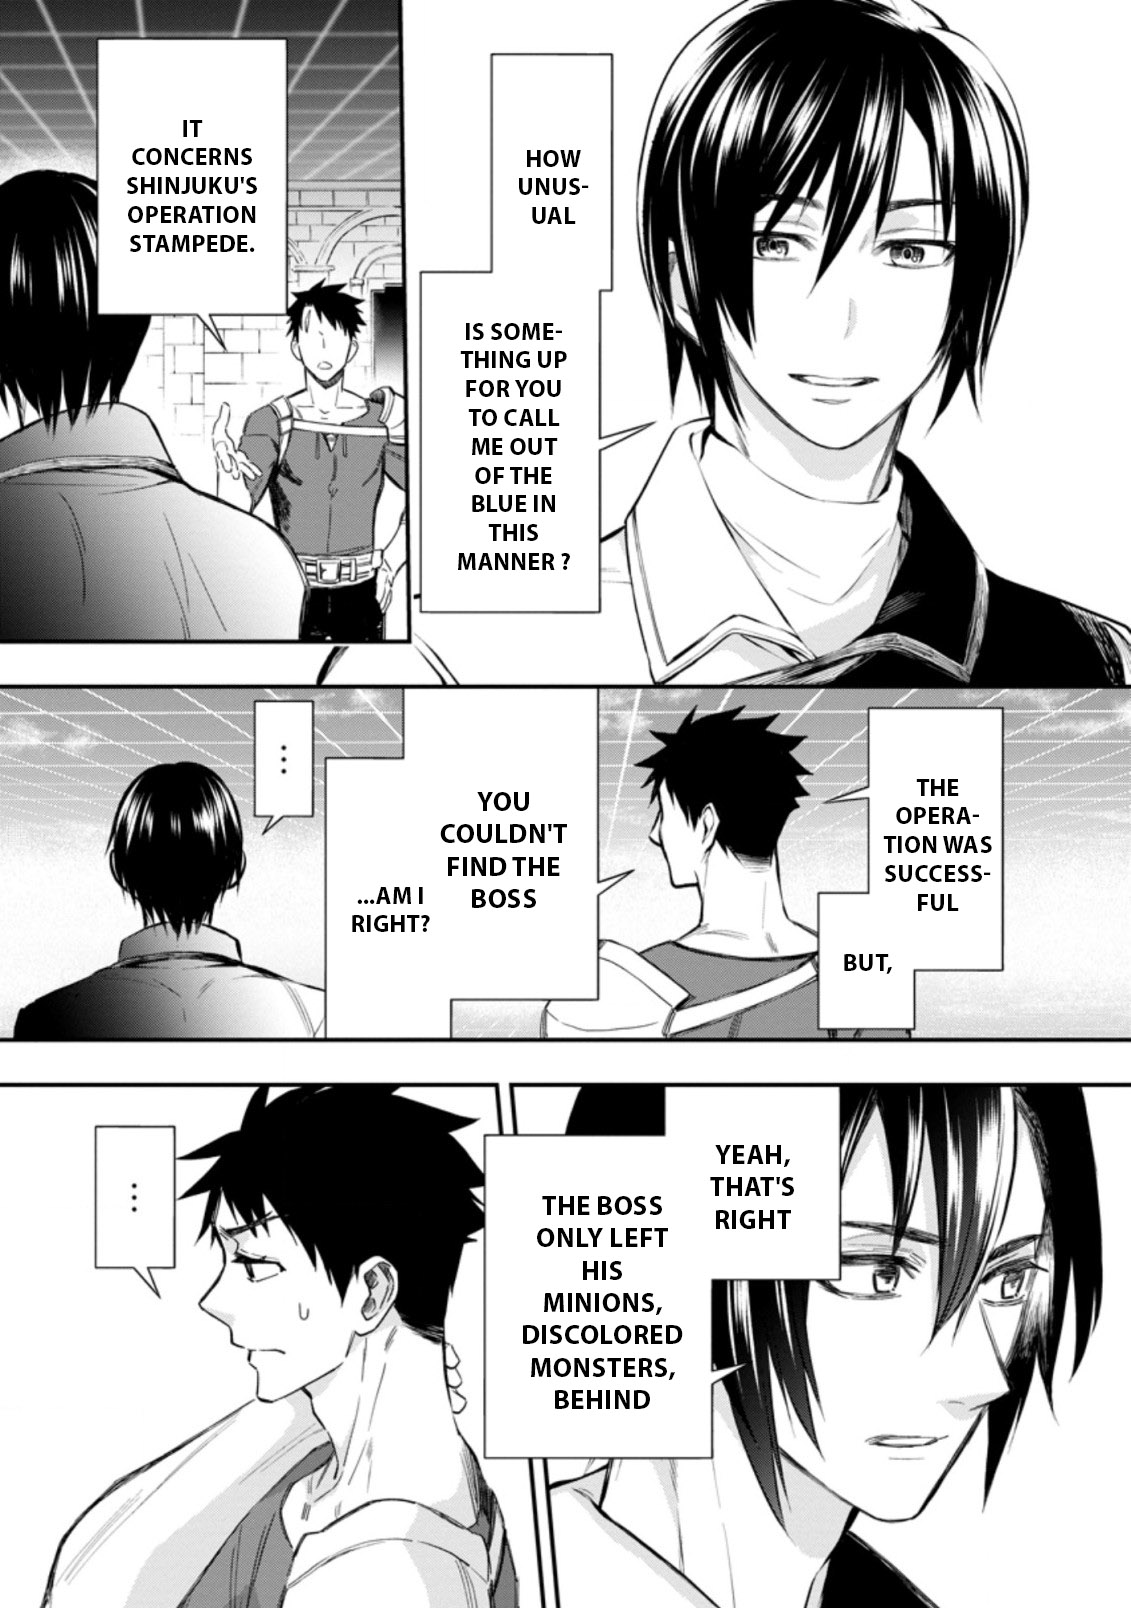 HOW
UNUS-
UAL
IS SOME-
THING UP
FOR YOU
TO CALL
ME OUT
OF THE
BLUE IN
THIS
MANNER ?
IT
CONCERNS
SHINJUKU'S
OPERATION
STAMPEDE.
THE
OPERA-
TION WAS
SUCCESS-
FUL
BUT,
YOU
COULDN'T
FIND THE
BOSS
...AM I
RIGHT?
...
YEAH,
THAT'S
RIGHT
THE BOSS
ONLY LEFT
HIS
MINIONS,
DISCOLORED
MONSTERS,
BEHIND
...